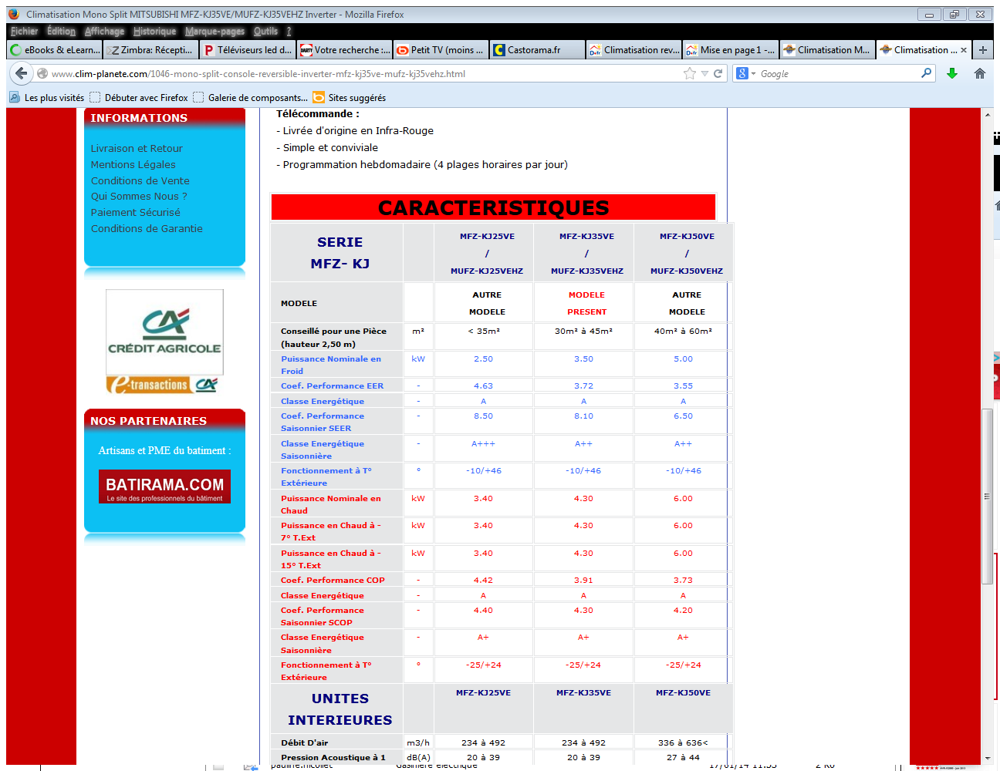 Climatisation Mono Split MITSUBISHI MFZ-KJ35VE/MUFZ-KJ35VEHZ Inverter - Mozilla Firefox
Fichier Édition Affichage Historique Marque-pages Outils ?
eBooks & eLearn... Zimbra: Récepti... Téléviseurs led d... Votre recherche :... Petit TV (moins ... Castorama.fr Climatisation rev... Mise en page 1 -... Climatisation M... Climatisation ...
www.clim-planete.com/1046-mono-split-console-reversible-inverter-mfz-kj35ve-mufz-kj35vehz.html Google
Les plus visités Débuter avec Firefox Galerie de composants... Sites suggérés
INFORMATIONS
Livraison et Retour
Mentions Légales
Conditions de Vente
Qui Sommes Nous ?
Paiement Sécurisé
Conditions de Garantie
CRÉDIT AGRICOLE
e-transactions
NOS PARTENAIRES
Artisans et PME du batiment :
BATIRAMA.COM
Le site des professionnels du bâtiment
Télécommande :
- Livrée d'origine en Infra-Rouge
- Simple et conviviale
- Programmation hebdomadaire (4 plages horaires par jour)
CARACTERISTIQUES
SERIE MFZ- KJ MFZ-KJ25VE / MUFZ-KJ25VEHZ MFZ-KJ35VE / MUFZ-KJ35VEHZ MFZ-KJ50VE / MUFZ-KJ50VEHZ
MODELE AUTRE MODELE MODELE PRESENT AUTRE MODELE
Conseillé pour une Pièce (hauteur 2,50 m) m² < 35m² 30m² à 45m² 40m² à 60m²
Puissance Nominale en Froid kW 2.50 3.50 5.00
Coef. Performance EER - 4.63 3.72 3.55
Classe Energétique - A A A
Coef. Performance Saisonnier SEER - 8.50 8.10 6.50
Classe Energétique Saisonnière - A+++ A++ A++
Fonctionnement à T° Extérieure ° -10/+46 -10/+46 -10/+46
Puissance Nominale en Chaud kW 3.40 4.30 6.00
Puissance en Chaud à - 7° T.Ext kW 3.40 4.30 6.00
Puissance en Chaud à - 15° T.Ext kW 3.40 4.30 6.00
Coef. Performance COP - 4.42 3.91 3.73
Classe Energétique - A A A
Coef. Performance Saisonnier SCOP - 4.40 4.30 4.20
Classe Energétique Saisonnière - A+ A+ A+
Fonctionnement à T° Extérieure ° -25/+24 -25/+24 -25/+24
UNITES INTERIEURES MFZ-KJ25VE MFZ-KJ35VE MFZ-KJ50VE
Débit D'air m3/h 234 à 492 234 à 492 336 à 636<
Pression Acoustique à 1 dB(A) 20 à 39 20 à 39 27 à 44